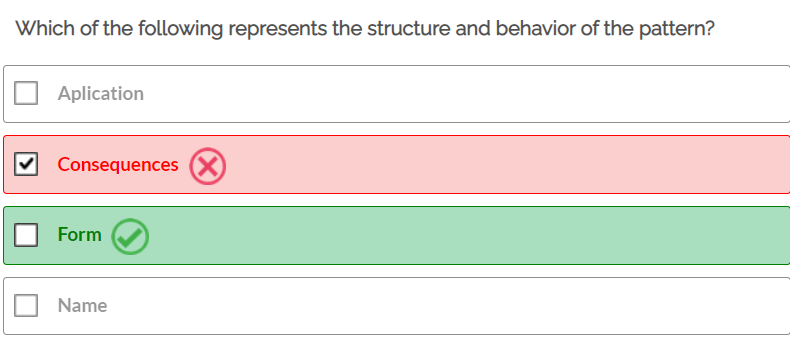 Which of the following represents the structure and behavior of the pattern?
Aplication
Consequences
Form
Name